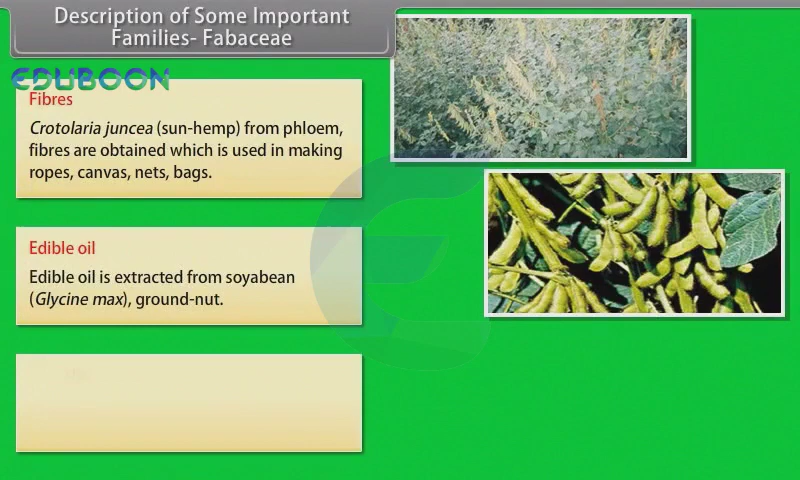 Description of Some Important
Families- Fabaceae
EDUBOON
Fibres
Crotolaria juncea (sun-hemp) from phloem,
fibres are obtained which is used in making
ropes, canvas, nets, bags.
Edible oil
Edible oil is extracted from soyabean
(Glycine max), ground-nut.